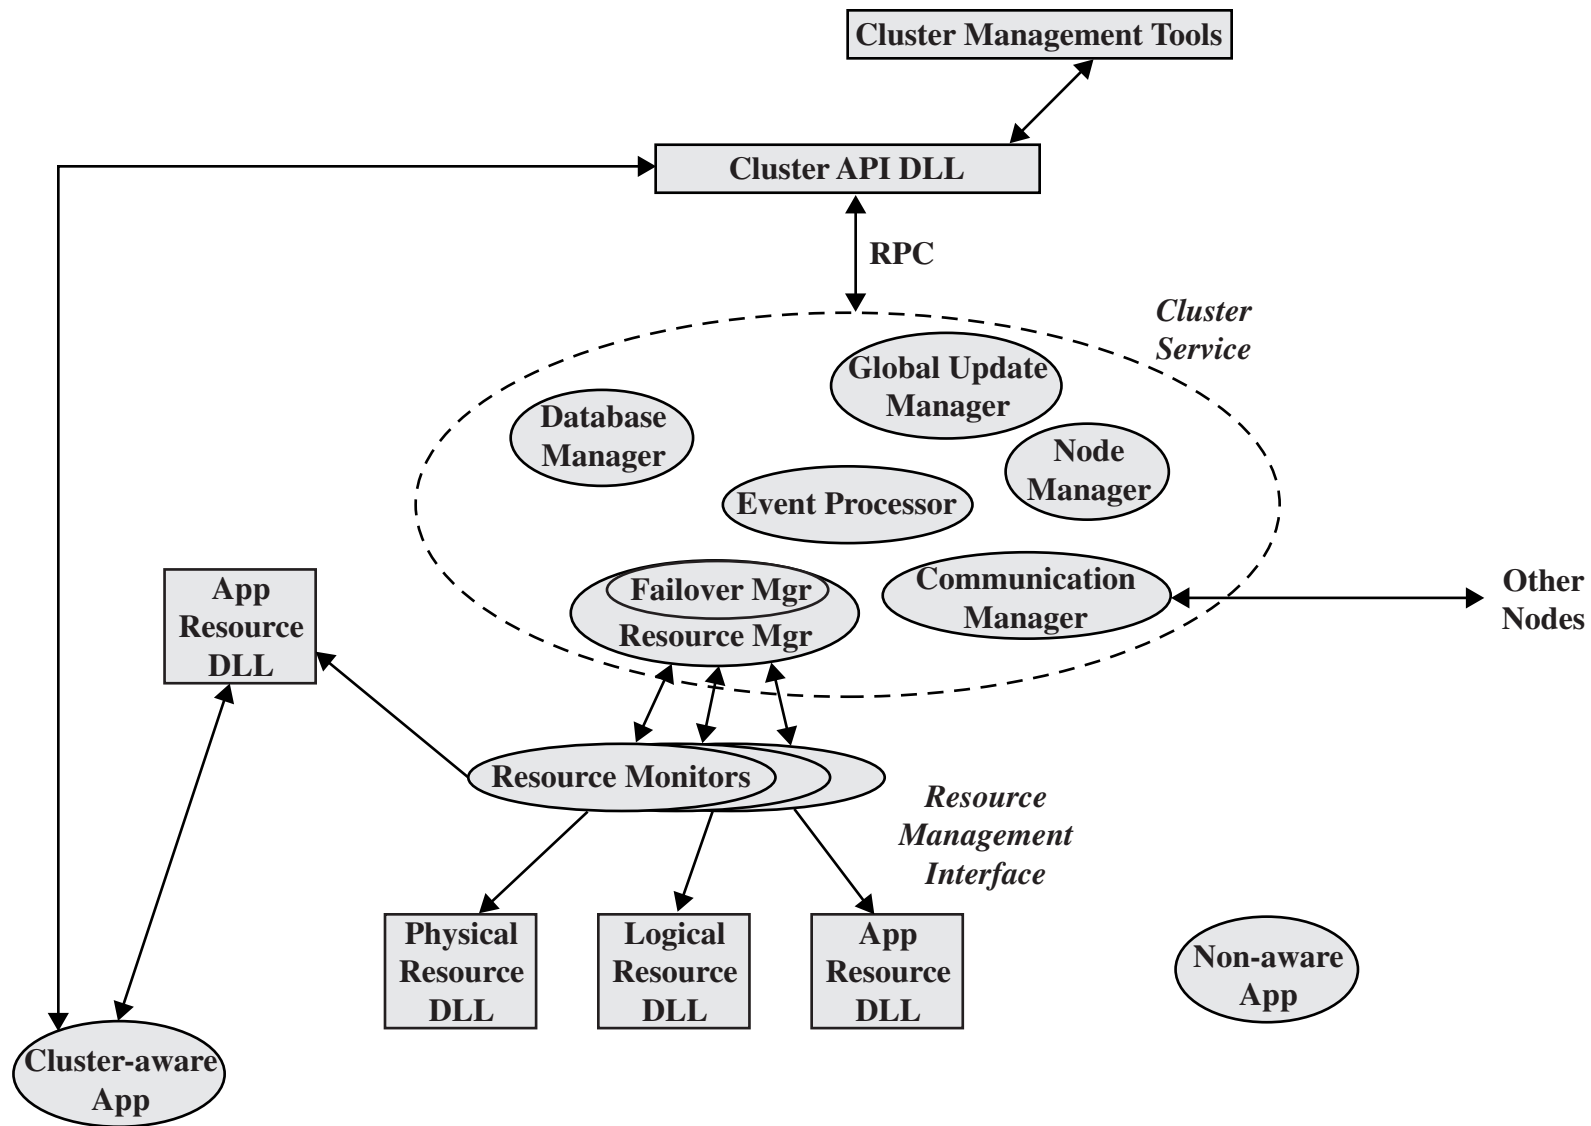 Cluster Management Tools
Cluster API DLL
RPC
Cluster
Service
Global Update
Manager
Database
Manager
Node
Manager
Event Processor
Failover Mgr
Resource Mgr
Communication
Manager
Other
Nodes
App
Resource
DLL
Resource Monitors
Resource
Management
Interface
Physical
Resource
DLL
Logical
Resource
DLL
App
Resource
DLL
Non-aware
App
Cluster-aware
App